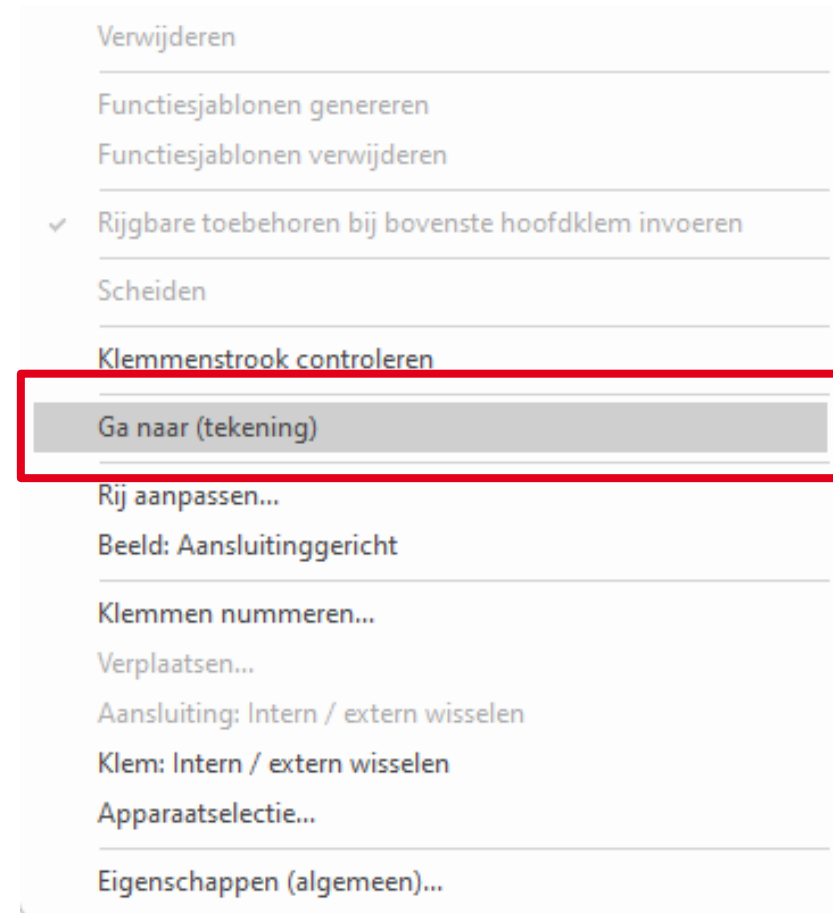 Verwijderen
Functiesjablonen genereren
Functiesjablonen verwijderen
Rijgbare toebehoren bij bovenste hoofdklem invoeren
Scheiden
Klemmenstrook controleren
Ga naar (tekening)
Rij aanpassen...
Beeld: Aansluitinggericht
Klemmen nummeren...
Verplaatsen...
Aansluiting: Intern / extern wisselen
Klem: Intern / extern wisselen
Apparaatselectie...
Eigenschappen (algemeen)...